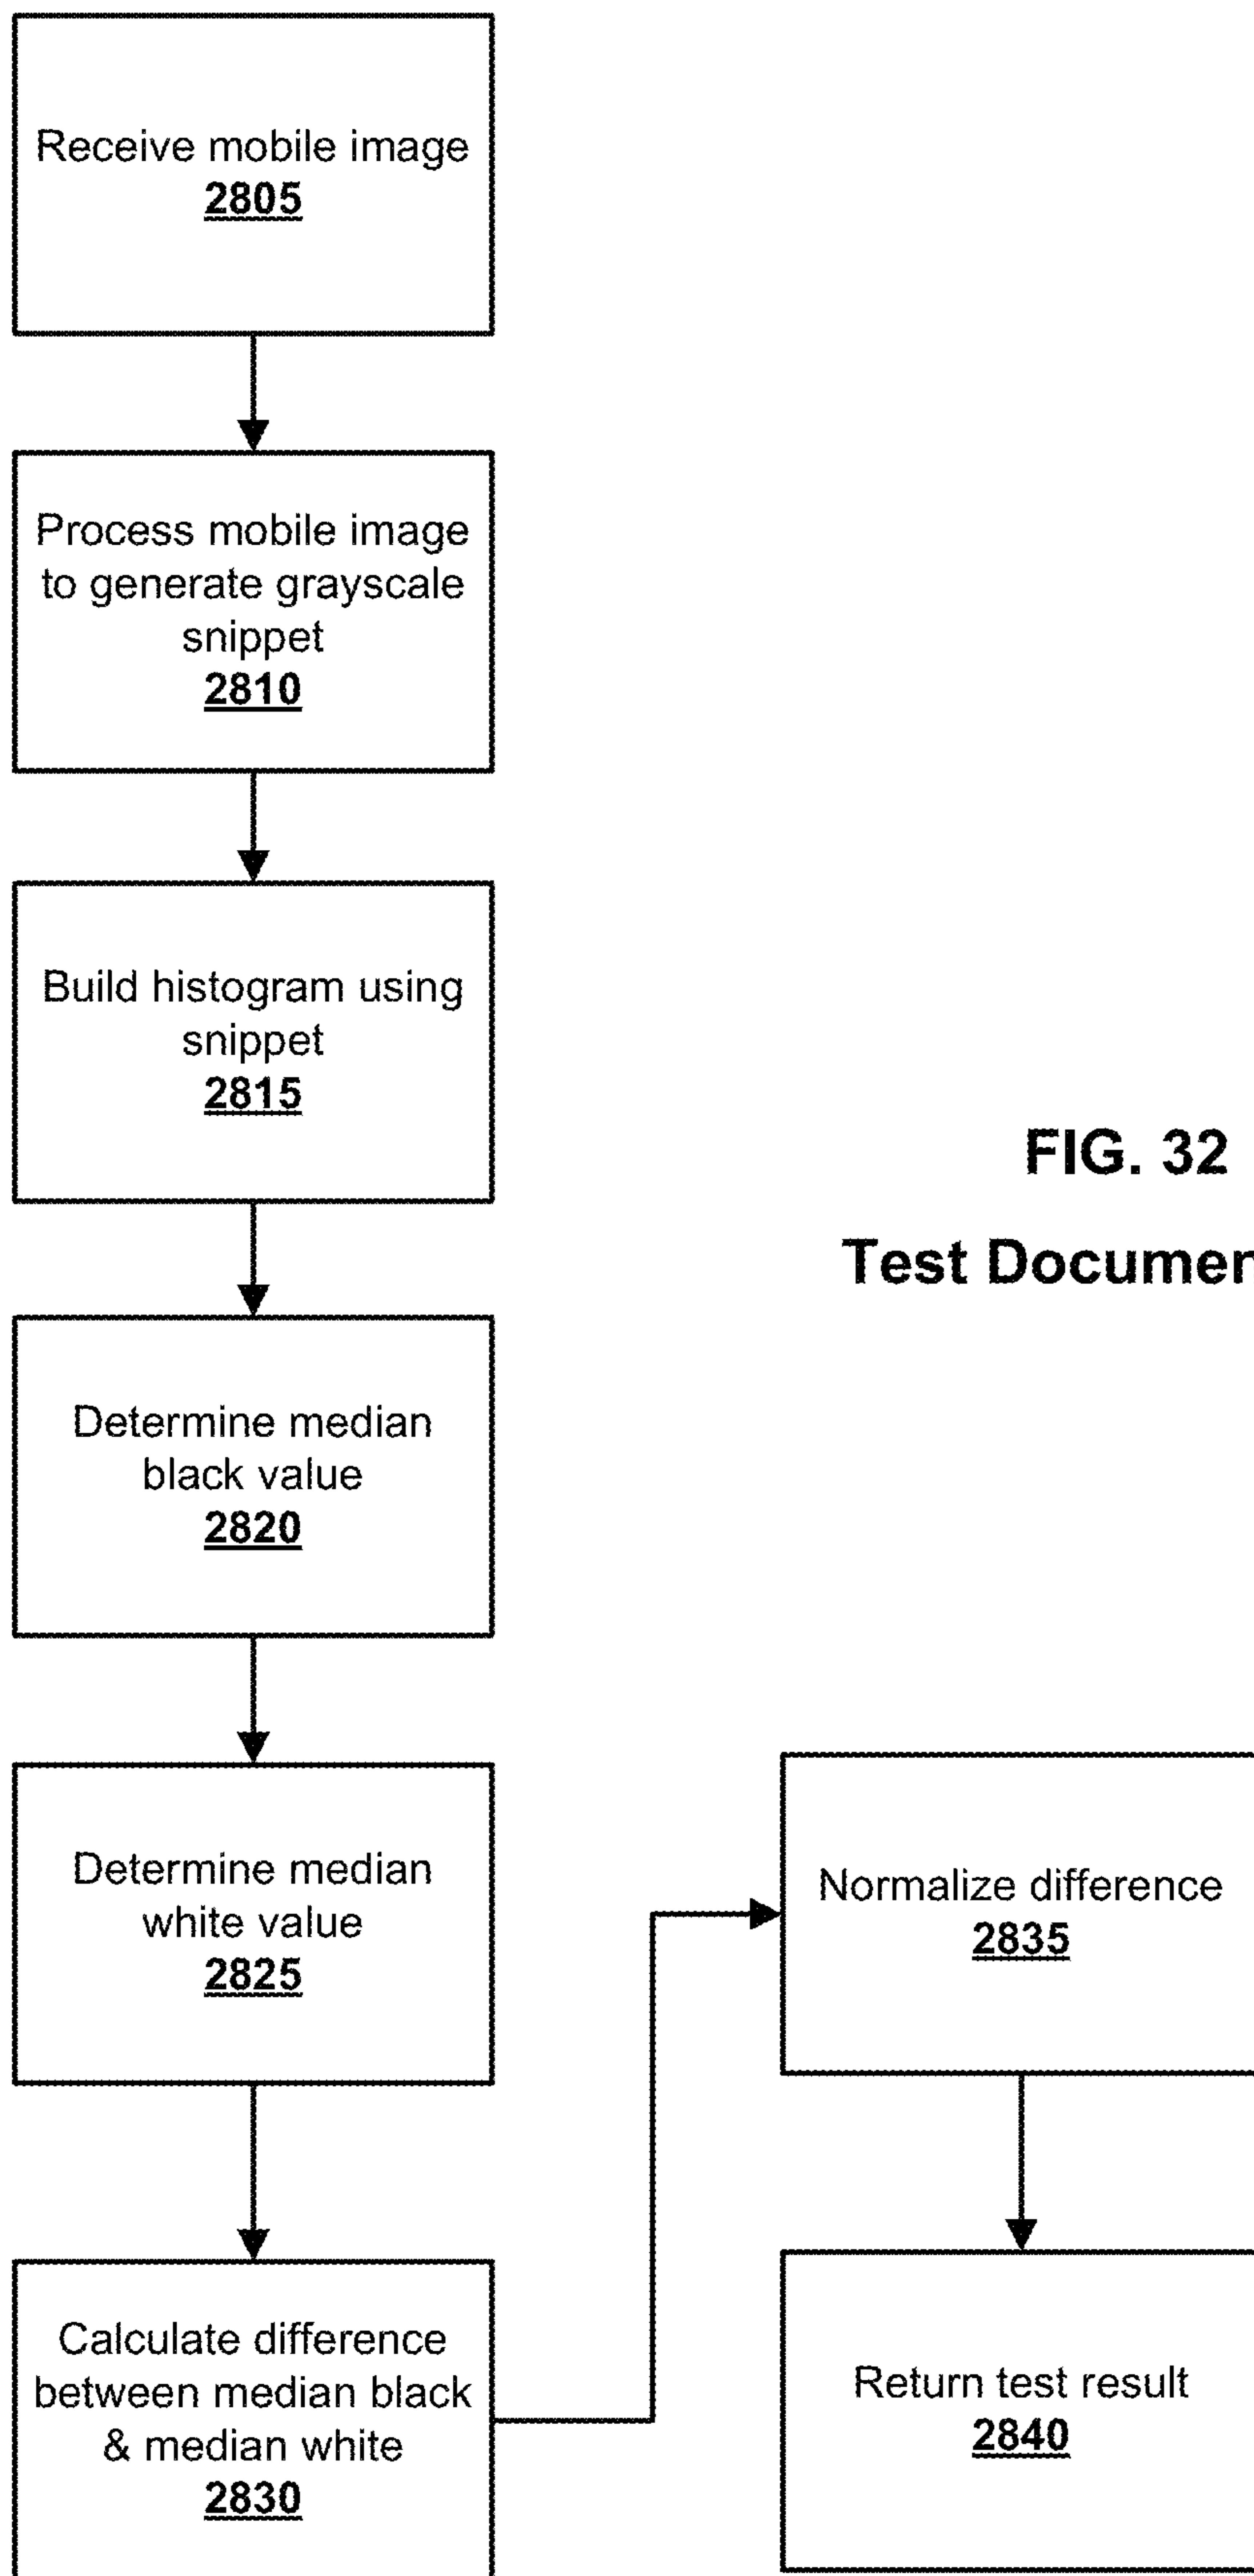 Receive mobile image
2805
Process mobile image
to generate grayscale
snippet
2810
Build histogram using
snippet
2815
Determine median
black value
2820
Determine median
white value
2825
Calculate difference
between median black
& median white
2830
FIG. 32
Test
Normalize difference
2835
Return test result
2840